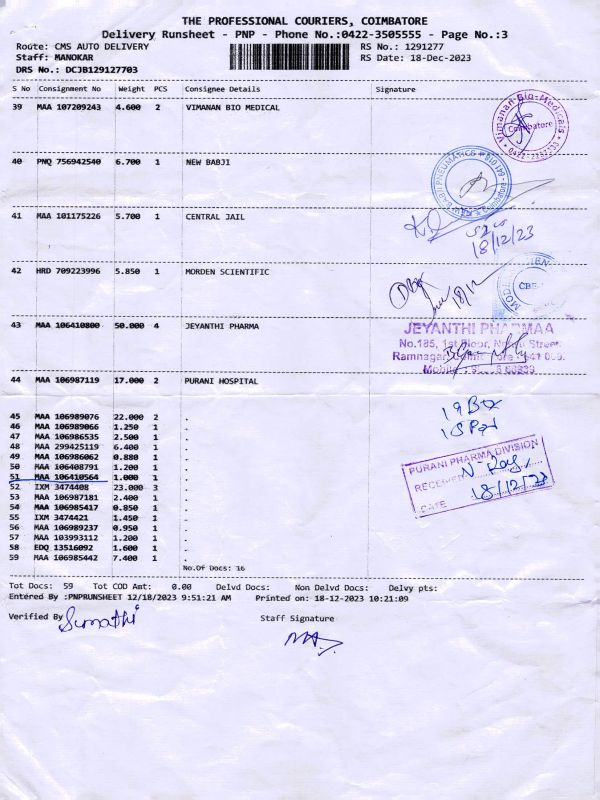 THE PROFESSIONAL COURIERS, COIMBATORE
Delivery Runsheet - PNP - Phone No.:0422-3505555 - Page No.:3
Route: CMS AUTO DELIVERY RS No.: 1291277
Staff: MANOKAR RS Date: 18-Dec-2023
DRS No.: DCJB129127703
S No Consignment No Weight PCS Consignee Details Signature
39 MAA 107209243 4.600 2 VIMANAN BIO MEDICAL
Vimanan Bio-Medicals
Coimbatore
40 PNQ 756942540 6.700 1 NEW BABJI
41 MAA 101175226 5.700 1 CENTRAL JAIL
18/12/23
42 HRD 709223996 5.850 1 MORDEN SCIENTIFIC
18/12
43 MAA 106410800 50.000 4 JEYANTHI PHARMA
JEYANTHI PHARMAA
No.185, 1st Floor,
Ramnagar,
Mobile
44 MAA 106987119 17.000 2 PURANI HOSPITAL
19 Box
45 MAA 106989076 22.000 2 .
46 MAA 106989066 1.250 1 .
47 MAA 106986535 2.500 1 .
48 MAA 299425119 6.400 1 .
49 MAA 106986062 0.880 1 .
50 MAA 106408791 1.200 1 .
51 MAA 106410564 1.000 1 .
52 IXM 3474408 23.000 3 .
53 MAA 106987181 2.400 1 .
54 MAA 106985417 0.850 1 .
55 IXM 3474421 1.450 1 .
56 MAA 106989237 0.950 1 .
57 MAA 103993112 1.200 1 .
58 EDQ 13516092 1.600 1 .
59 MAA 106985442 7.400 1 .
PURANI PHARMA DIVISION
RECEIVED
DATE 18/12/23
No.Of Docs: 16
Tot Docs: 59 Tot COD Amt: 0.00 Delvd Docs: Non Delvd Docs: Delvy pts:
Entered By :PNPRUNSHEET 12/18/2023 9:51:21 AM Printed on: 18-12-2023 10:21:09
Verified By Sumathi Staff Signature